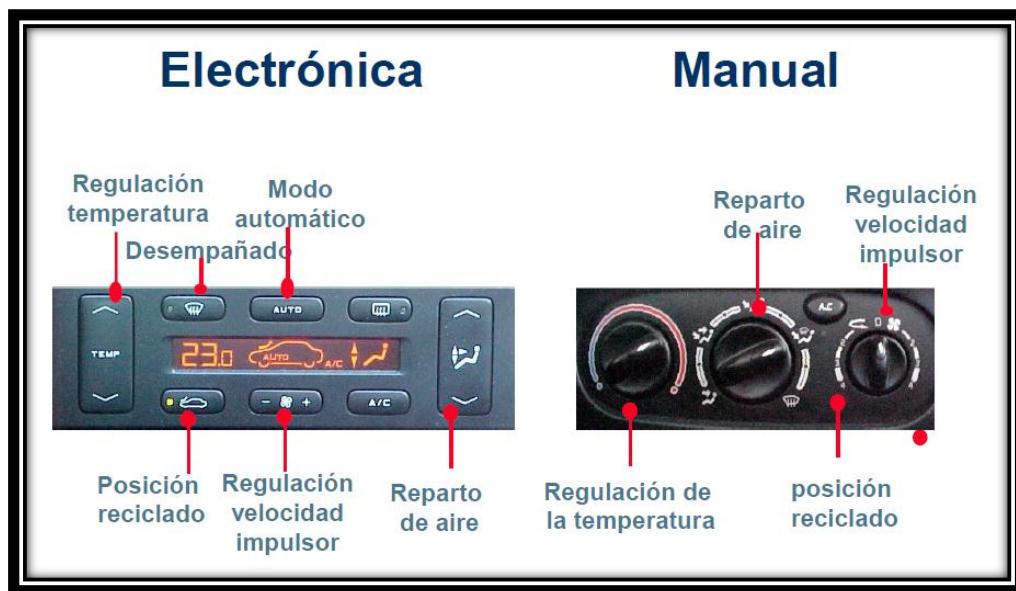 Electrónica
Manual
Regulación
temperatura
Modo
automático
Desempañado
Reparto
de aire
Regulación
velocidad
impulsor
AUTO
TEMP
23.0
AUTO
A/C
- +
A/C
A.C
Posición
reciclado
Regulación
velocidad
impulsor
Reparto
de aire
Regulación de
la temperatura
posición
reciclado